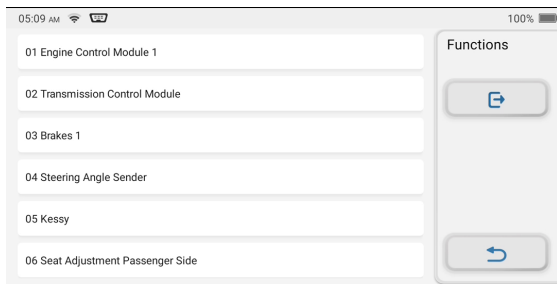 05:09 AM
100%
01 Engine Control Module 1
02 Transmission Control Module
03 Brakes 1
04 Steering Angle Sender
05 Kessy
06 Seat Adjustment Passenger Side
Functions